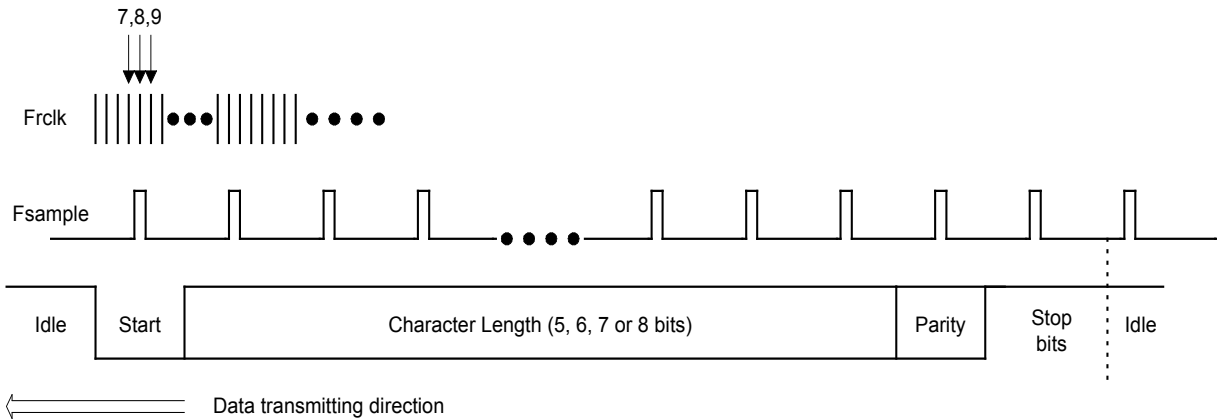 7,8,9
Frclk
Fsample
Idle
Start
Character Length (5, 6, 7 or 8 bits)
Parity
Stop
bits
Idle
Data transmitting direction